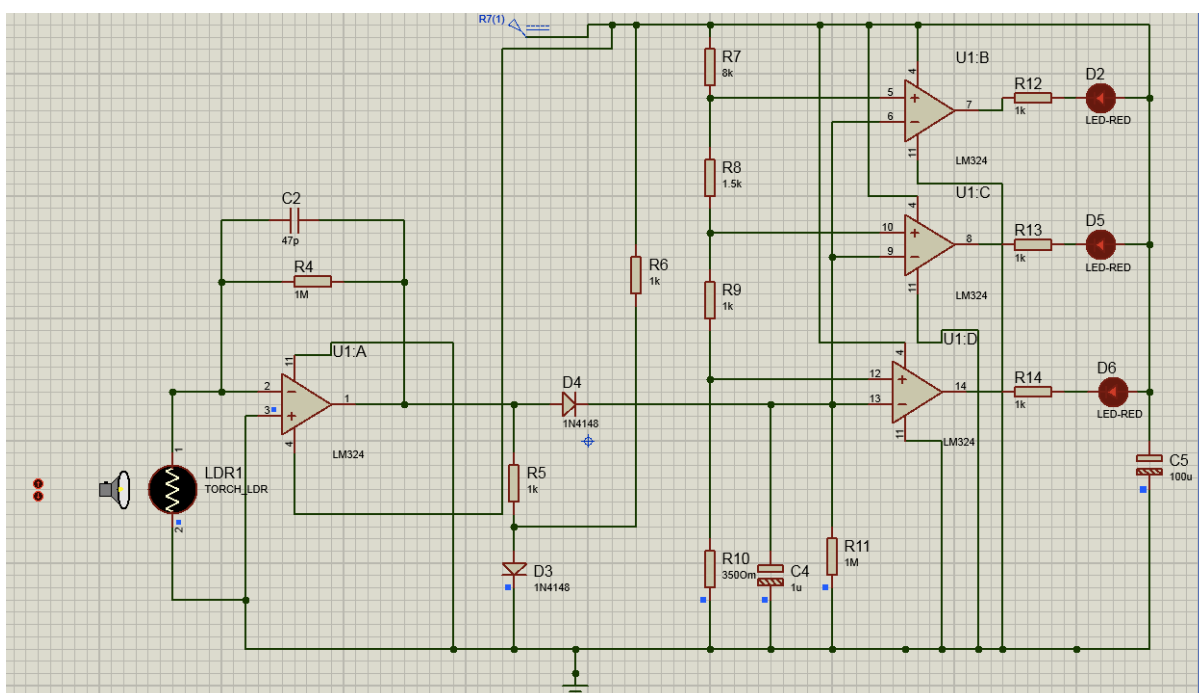 R7(1)
R7
8k
4
U1:B
5
6
7
11
LM324
R12
1k
D2
LED-RED
R8
1.5k
4
U1:C
10
9
8
11
LM324
R13
1k
D5
LED-RED
C2
47p
R4
1M
R6
1k
R9
1k
U1:D
4
12
13
14
11
LM324
R14
1k
D6
LED-RED
U1:A
11
2
3
1
4
LM324
D4
1N4148
LDR1
TORCH_LDR
1
2
R5
1k
D3
1N4148
R10
350Om
C4
1u
R11
1M
C5
100u